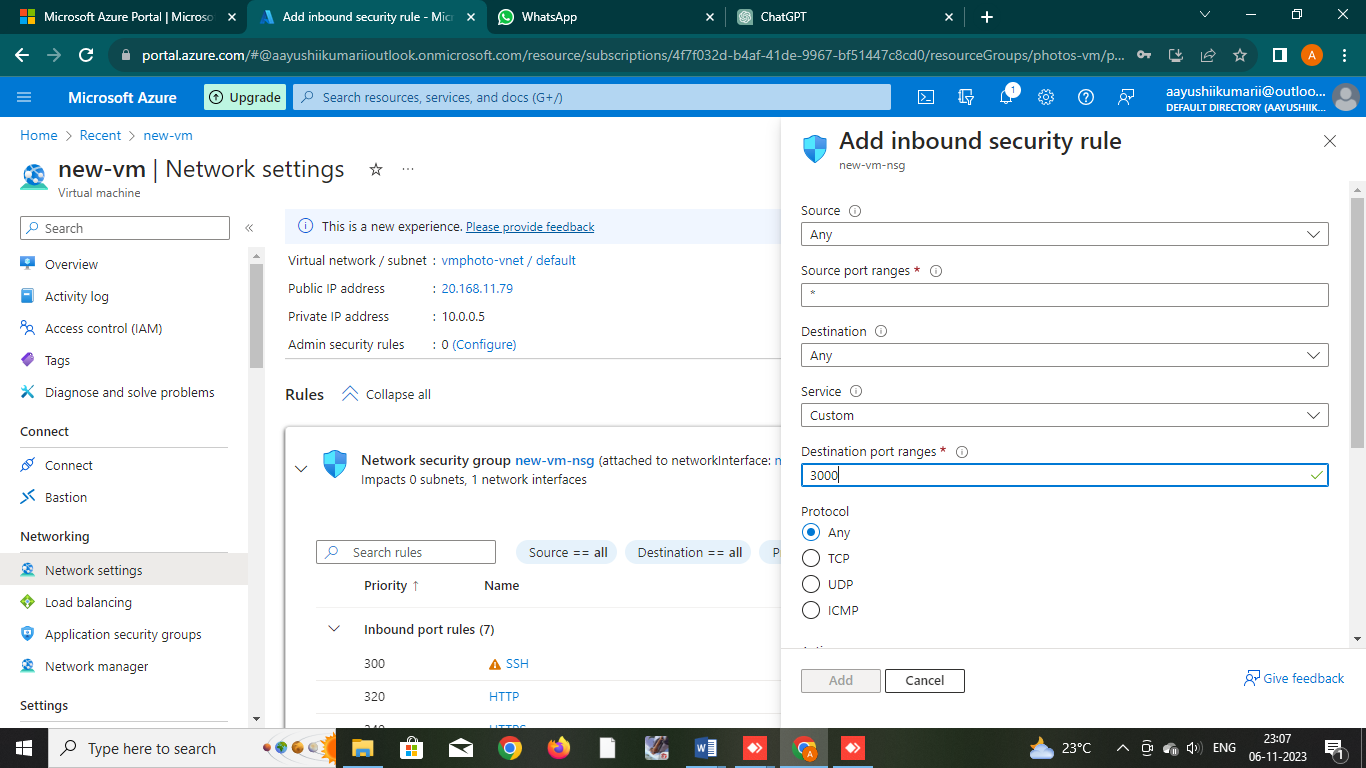 Microsoft Azure Portal | Microso
Add inbound security rule - Mic
WhatsApp
ChatGPT
portal.azure.com/#@aayushiikumariioutlook.onmicrosoft.com/resource/subscriptions/4f7f032d-b4af-41de-9967-bf51447c8cd0/resourceGroups/photos-vm/p...
A
Microsoft Azure
Upgrade
Search resources, services, and docs (G+/)
1
aayushiikumarii@outloo...
DEFAULT DIRECTORY (AAYUSHIIK...
Home > Recent > new-vm
new-vm | Network settings
Virtual machine
Search
Overview
Activity log
Access control (IAM)
Tags
Diagnose and solve problems
Connect
Connect
Bastion
Networking
Network settings
Load balancing
Application security groups
Network manager
Settings
This is a new experience. Please provide feedback
Virtual network / subnet : vmphoto-vnet / default
Public IP address : 20.168.11.79
Private IP address : 10.0.0.5
Admin security rules : 0 (Configure)
Rules Collapse all
Network security group new-vm-nsg (attached to networkInterface: n
Impacts 0 subnets, 1 network interfaces
Search rules
Source == all
Destination == all
P
Priority ↑ Name
Inbound port rules (7)
300 SSH
320 HTTP
340 HTTPS
Add inbound security rule
new-vm-nsg
Source
Any
Source port ranges *
*
Destination
Any
Service
Custom
Destination port ranges *
3000
Protocol
Any
TCP
UDP
ICMP
Add
Cancel
Give feedback
Type here to search
23°C
ENG
23:07
06-11-2023
1